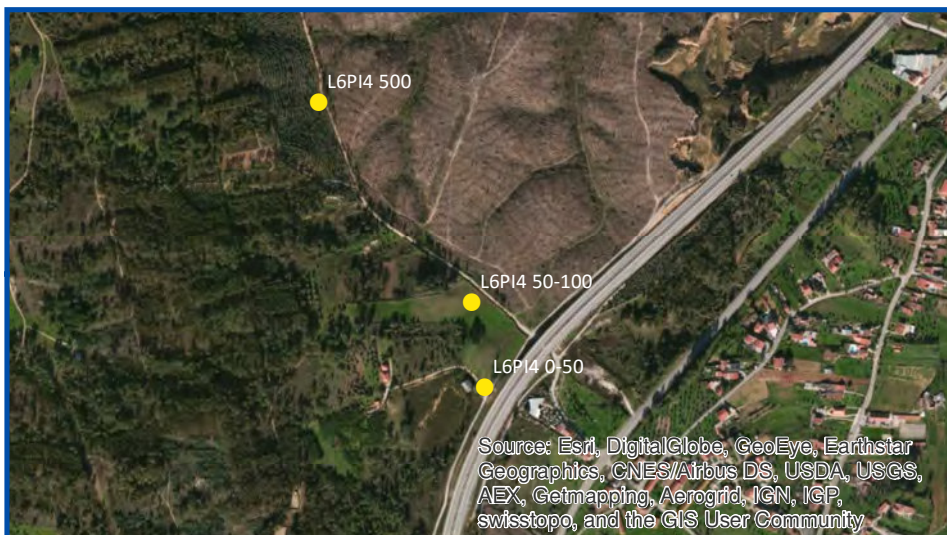 L6PI4 500
L6PI4 50-100
L6PI4 0-50
Source: Esri, DigitalGlobe, GeoEye, Earthstar
Geographics, CNES/Airbus DS, USDA, USGS,
AEX, Getmapping, Aerogrid, IGN, IGP,
swisstopo, and the GIS User Community